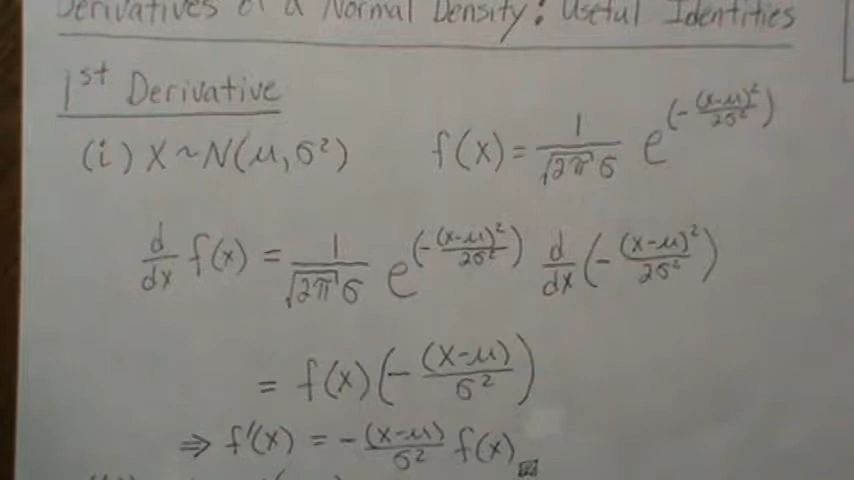 Derivatives of a Normal Density: Useful Identities
1st Derivative
(i) X ~ N(μ, σ²)   f(x) = 1/(√(2π) σ) e^(-(x-μ)²/2σ²)
d/dx f(x) = 1/(√(2π) σ) e^(-(x-μ)²/2σ²) d/dx (-(x-μ)²/2σ²)
= f(x) (-(x-μ)/σ²)
⇒ f'(x) = -(x-μ)/σ² f(x)